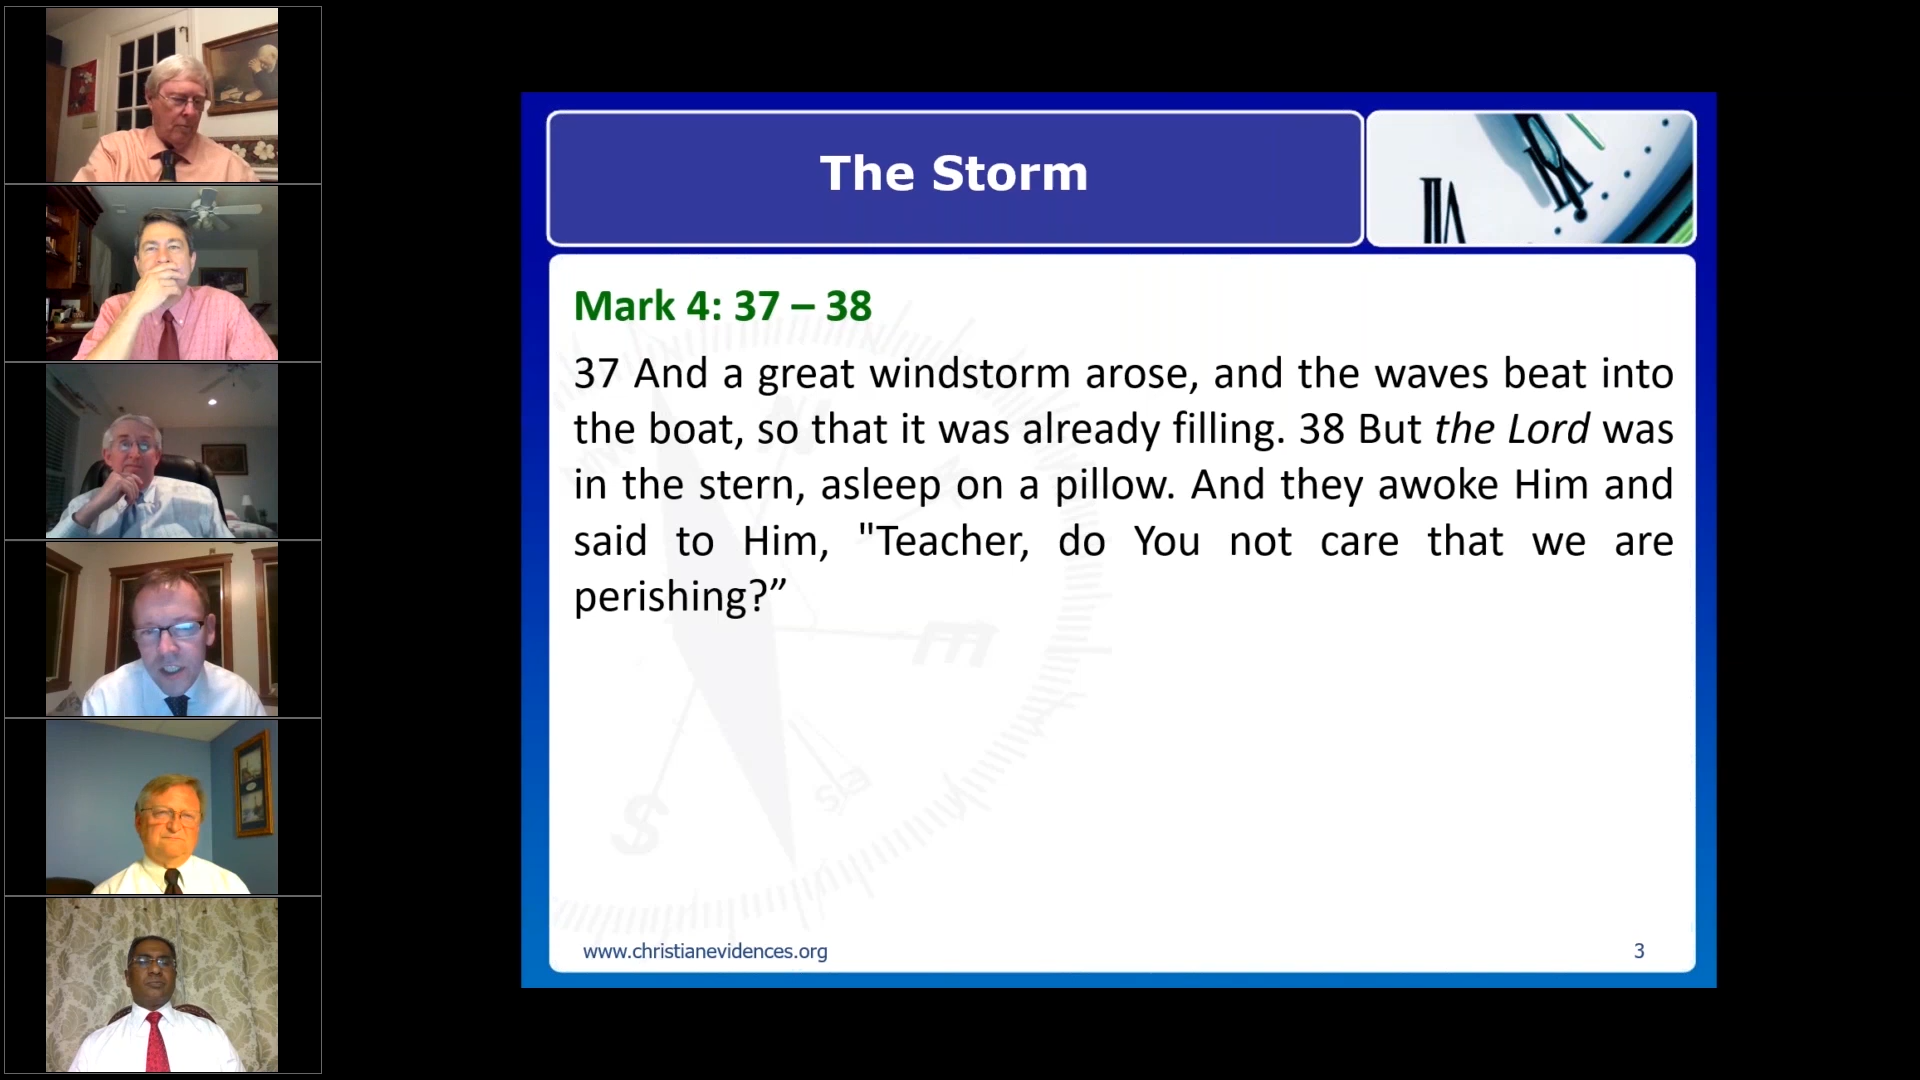 The Storm
Mark 4: 37 – 38
37 And a great windstorm arose, and the waves beat into
the boat, so that it was already filling. 38 But the Lord was
in the stern, asleep on a pillow. And they awoke Him and
said to Him, "Teacher, do You not care that we are
perishing?”
N
E
S
SE
www.christianevidences.org
3